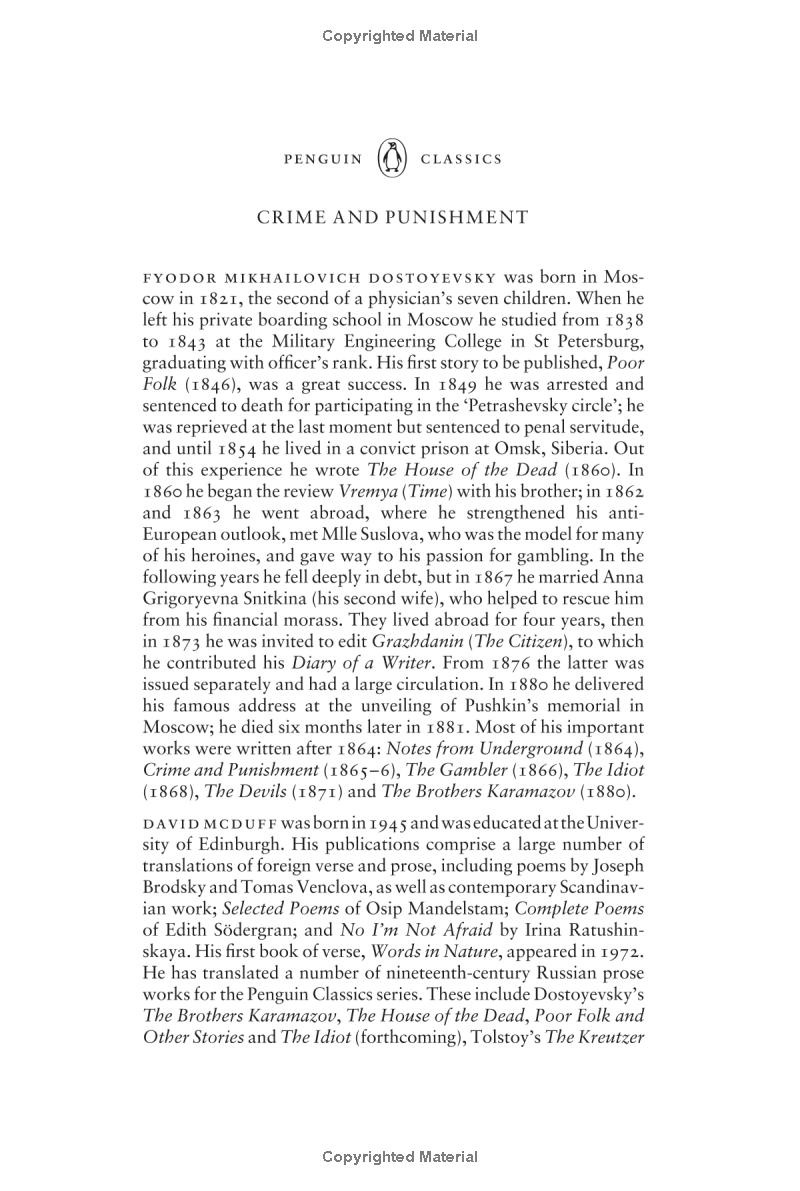 Copyrighted Material
PENGUIN CLASSICS
CRIME AND PUNISHMENT
FYODOR MIKHAILOVICH DOSTOYEVSKY was born in Mos-
cow in 1821, the second of a physician's seven children. When he
left his private boarding school in Moscow he studied from 1838
to 1843 at the Military Engineering College in St Petersburg,
graduating with officer's rank. His first story to be published, Poor
Folk (1846), was a great success. In 1849 he was arrested and
sentenced to death for participating in the 'Petrashevsky circle'; he
was reprieved at the last moment but sentenced to penal servitude,
and until 1854 he lived in a convict prison at Omsk, Siberia. Out
of this experience he wrote The House of the Dead (1860). In
1860 he began the review Vremya (Time) with his brother; in 1862
and 1863 he went abroad, where he strengthened his anti-
European outlook, met Mlle Suslova, who was the model for many
of his heroines, and gave way to his passion for gambling. In the
following years he fell deeply in debt, but in 1867 he married Anna
Grigoryevna Snitkina (his second wife), who helped to rescue him
from his financial morass. They lived abroad for four years, then
in 1873 he was invited to edit Grazhdanin (The Citizen), to which
he contributed his Diary of a Writer. From 1876 the latter was
issued separately and had a large circulation. In 1880 he delivered
his famous address at the unveiling of Pushkin's memorial in
Moscow; he died six months later in 1881. Most of his important
works were written after 1864: Notes from Underground (1864),
Crime and Punishment (1865–6), The Gambler (1866), The Idiot
(1868), The Devils (1871) and The Brothers Karamazov (1880).
DAVID MCDUFF was born in 1945 and was educated at the Univer-
sity of Edinburgh. His publications comprise a large number of
translations of foreign verse and prose, including poems by Joseph
Brodsky and Tomas Venclova, as well as contemporary Scandinav-
ian work; Selected Poems of Osip Mandelstam; Complete Poems
of Edith Södergran; and No I'm Not Afraid by Irina Ratushin-
skaya. His first book of verse, Words in Nature, appeared in 1972.
He has translated a number of nineteenth-century Russian prose
works for the Penguin Classics series. These include Dostoyevsky's
The Brothers Karamazov, The House of the Dead, Poor Folk and
Other Stories and The Idiot (forthcoming), Tolstoy's The Kreutzer
Copyrighted Material